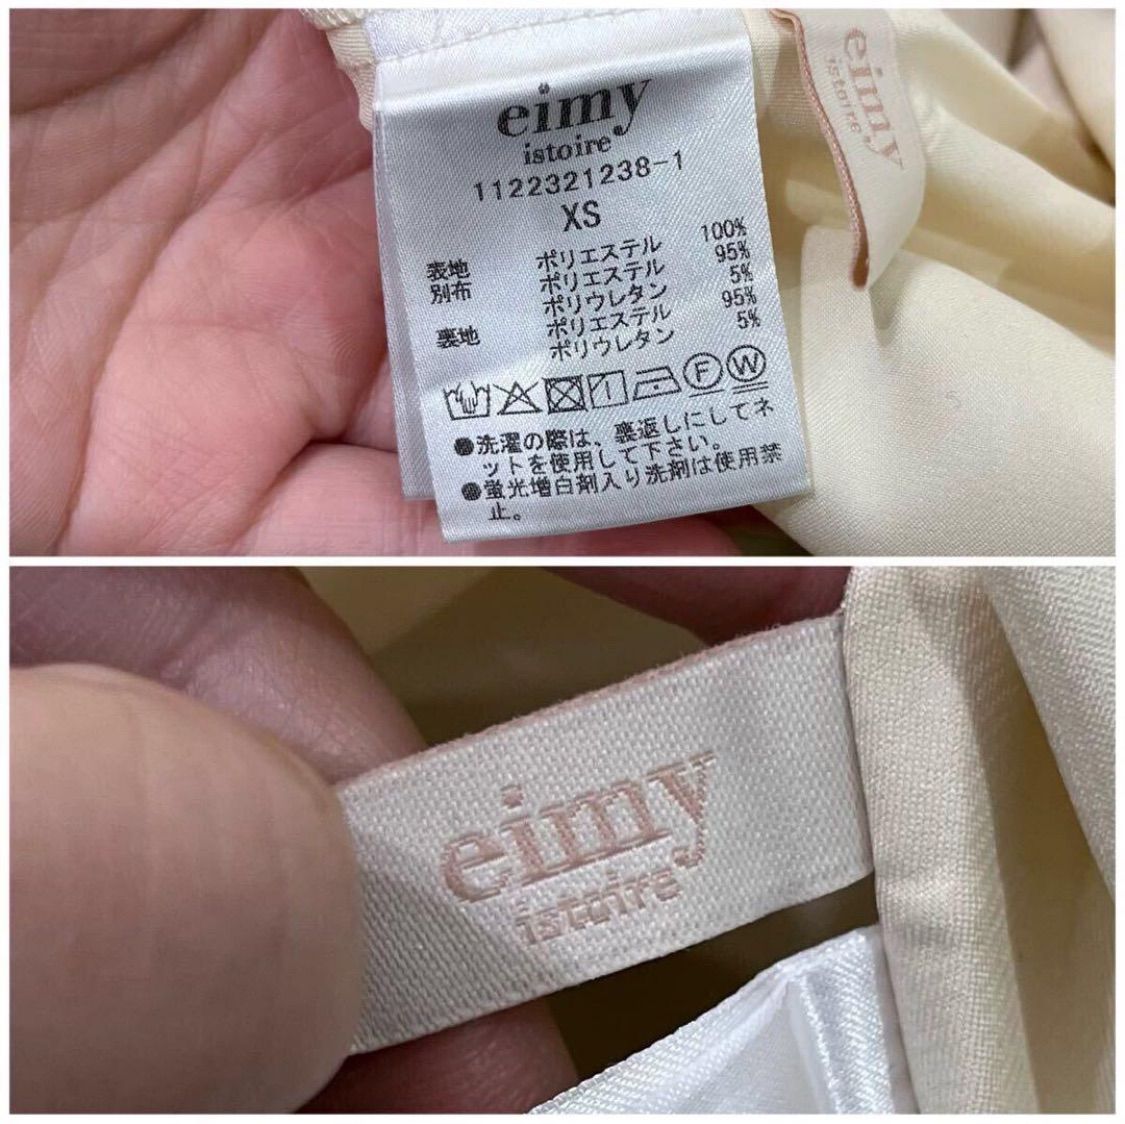 eimy
istoire
1122321238-1
XS
表地 ポリエステル 100%
別布 ポリエステル 95%
ポリウレタン 5%
裏地 ポリエステル 95%
ポリウレタン 5%
F W
●洗濯の際は、裏返しにしてネ
ットを使用して下さい。
●蛍光増白剤入り洗剤は使用禁
止。
eimy
istoire
eimy
istoire